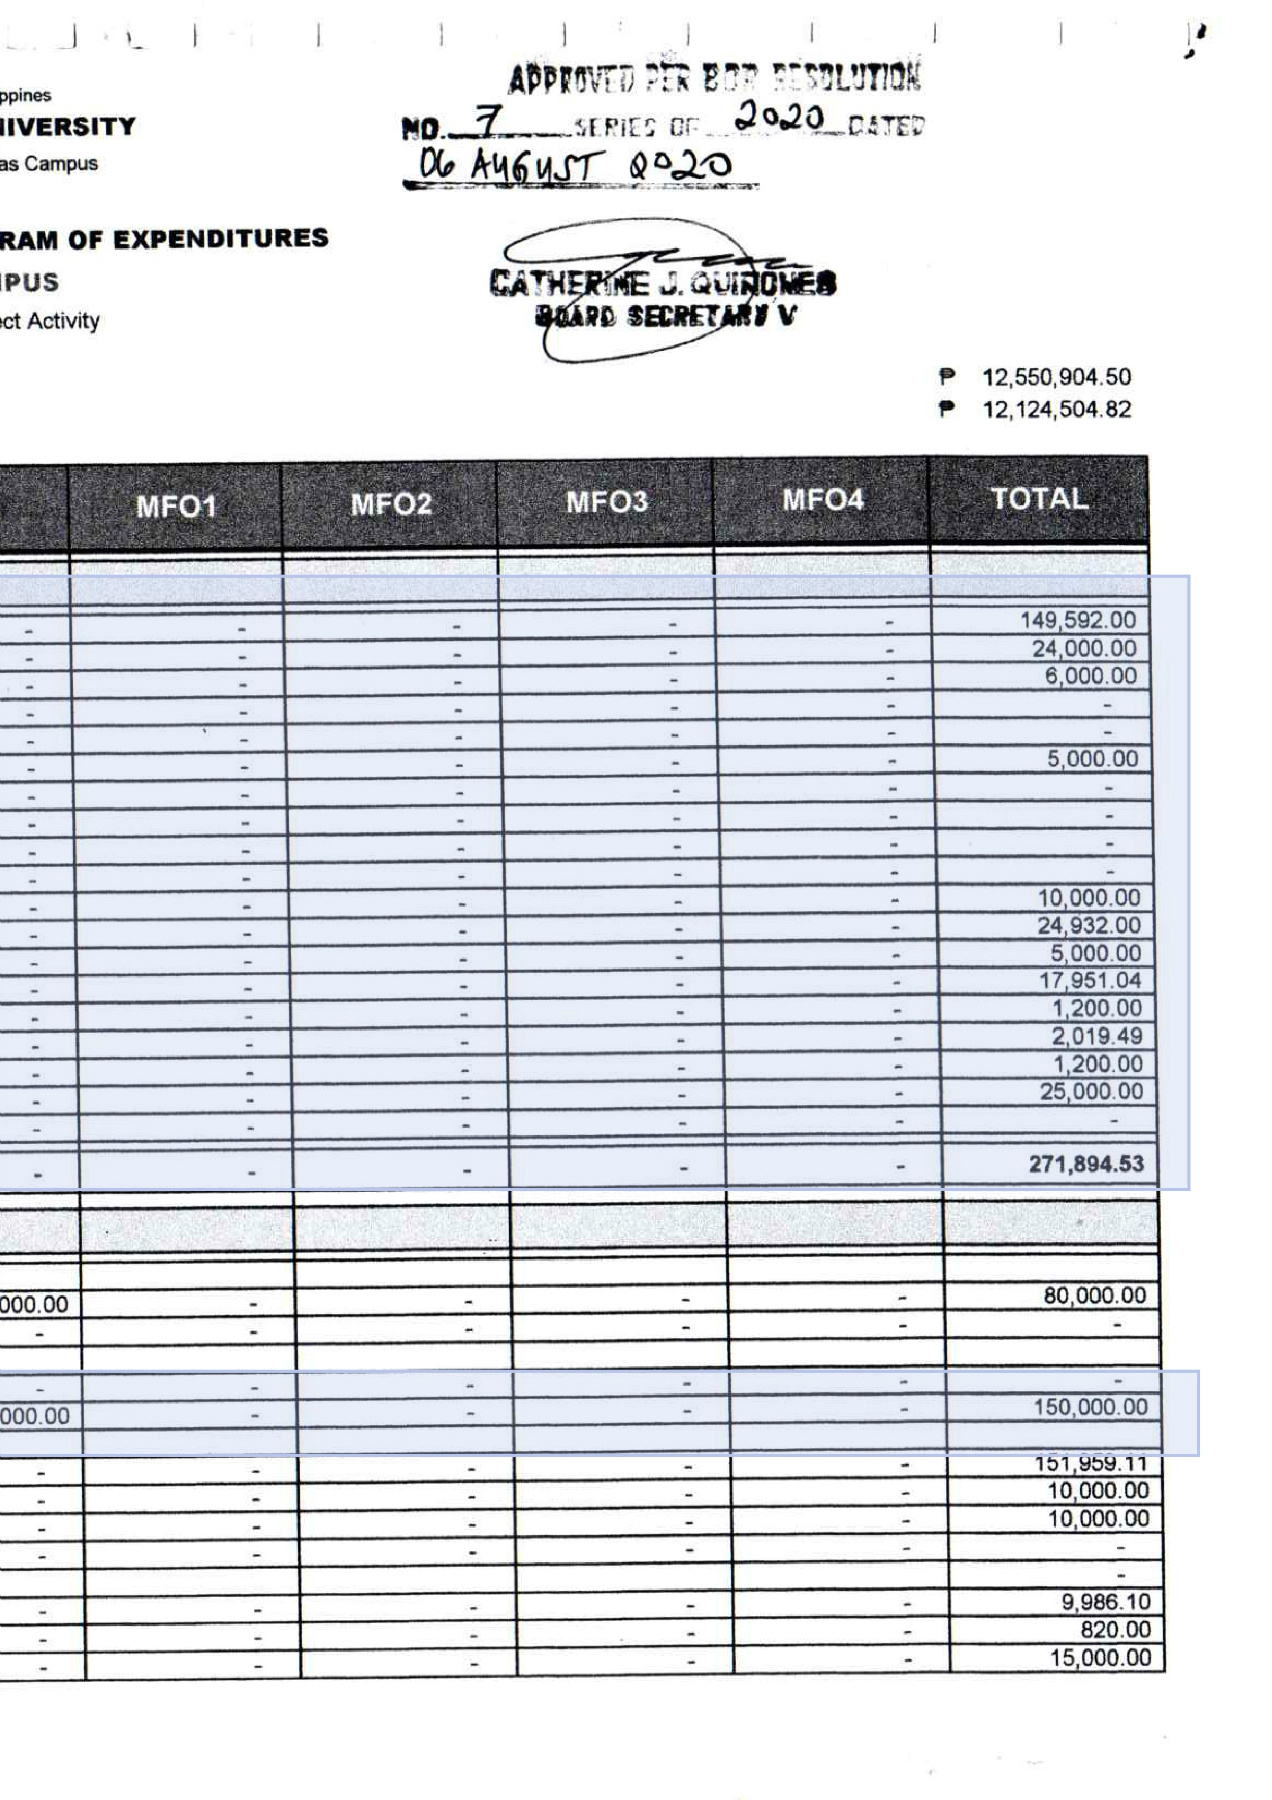 APPROVED PER BOR RESOLUTION
NO. 7 SERIES OF 2020 DATED
06 AUGUST 2020
ppines
IVERSITY
as Campus
RAM OF EXPENDITURES
PUS
ect Activity
CATHERINE J. QUINONES
BOARD SECRETARY V
₱ 12,550,904.50
₱ 12,124,504.82
MFO1 MFO2 MFO3 MFO4 TOTAL
- - - - - 149,592.00
- - - - - 24,000.00
- - - - - 6,000.00
- - - - - -
- - - - - -
- - - - - 5,000.00
- - - - - -
- - - - - -
- - - - - -
- - - - - -
- - - - - 10,000.00
- - - - - 24,932.00
- - - - - 5,000.00
- - - - - 17,951.04
- - - - - 1,200.00
- - - - - 2,019.49
- - - - - 1,200.00
- - - - - 25,000.00
- - - - - -
- - - - - 271,894.53
000.00 - - - - 80,000.00
- - - - - -
- - - - - -
000.00 - - - - 150,000.00
- - - - - 151,959.11
- - - - - 10,000.00
- - - - - 10,000.00
- - - - - -
-
- - - - - 9,986.10
- - - - - 820.00
- - - - - 15,000.00